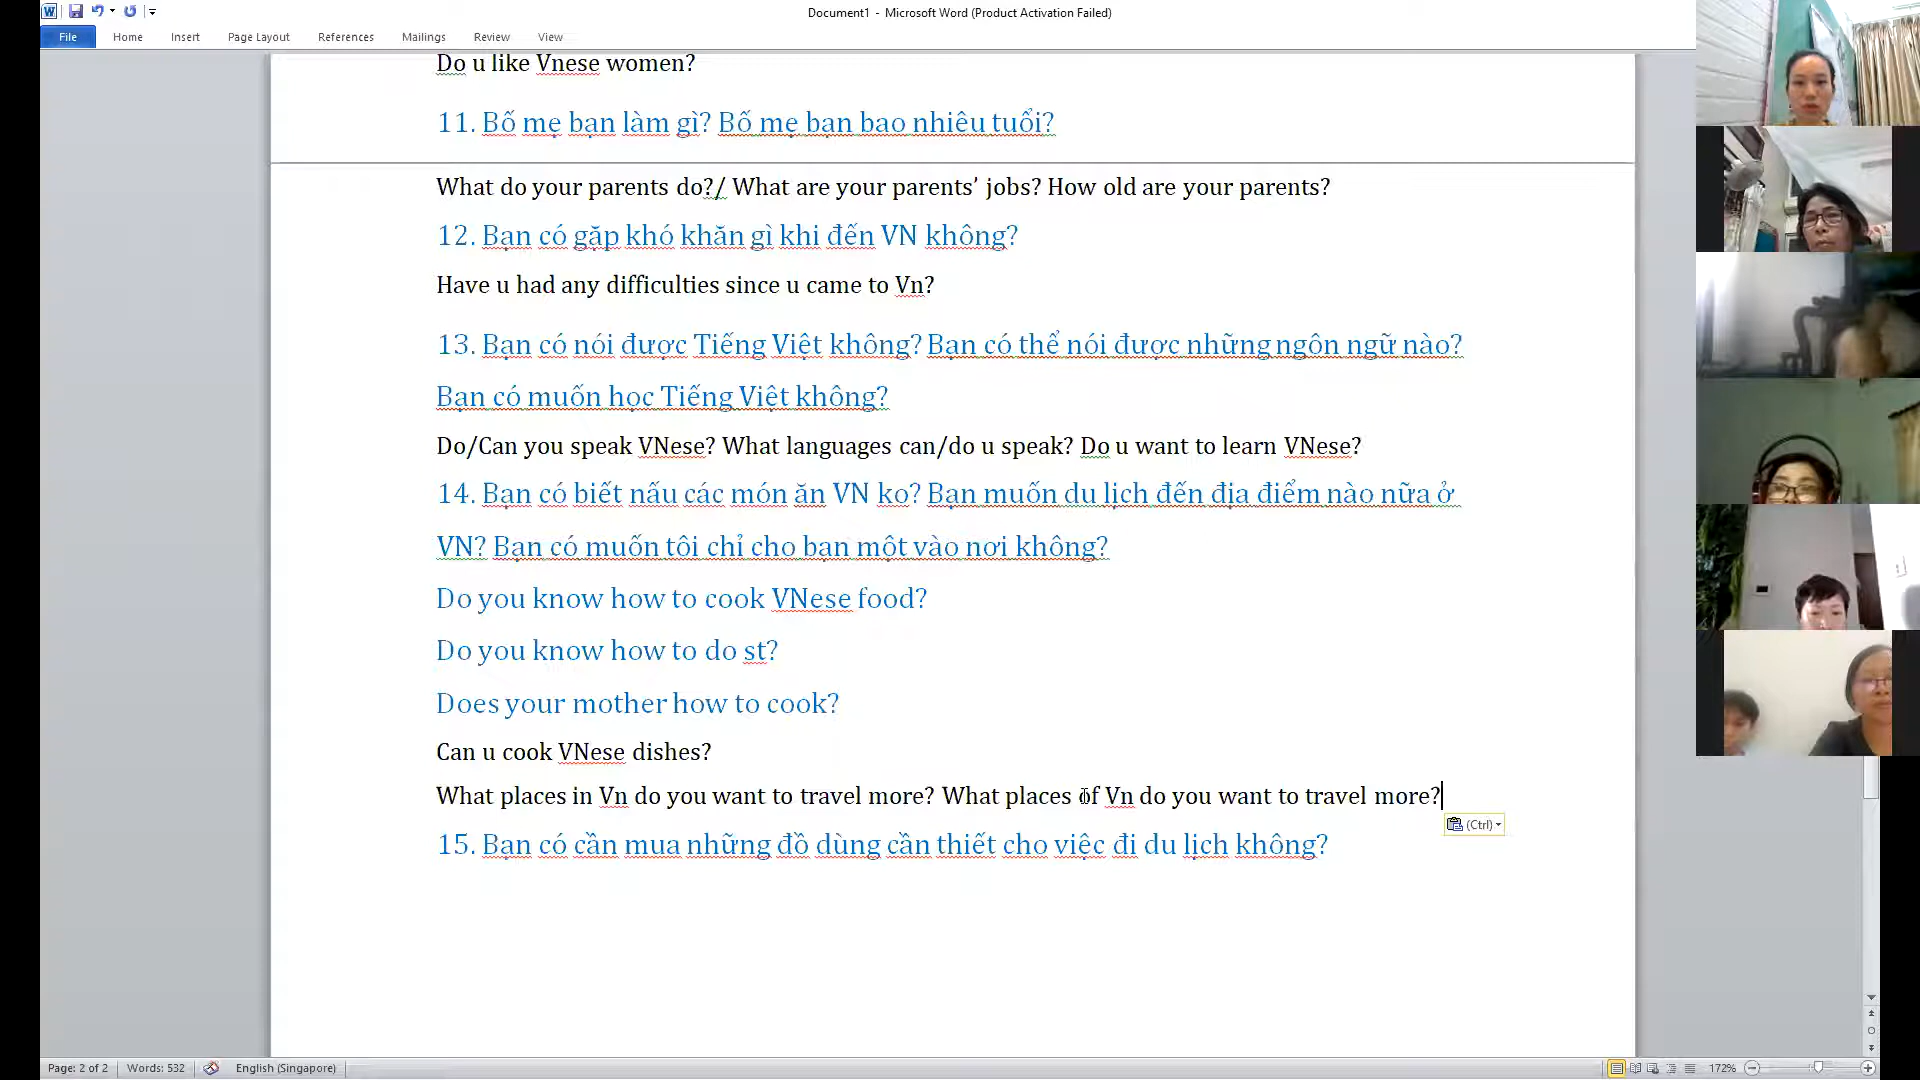 Document1 - Microsoft Word (Product Activation Failed)
File Home Insert Page Layout References Mailings Review View
Do u like Vnese women?
11. Bố mẹ bạn làm gì? Bố mẹ bạn bao nhiêu tuổi?
What do your parents do?/ What are your parents’ jobs? How old are your parents?
12. Bạn có gặp khó khăn gì khi đến VN không?
Have u had any difficulties since u came to Vn?
13. Bạn có nói được Tiếng Việt không? Bạn có thể nói được những ngôn ngữ nào?
Bạn có muốn học Tiếng Việt không?
Do/Can you speak VNese? What languages can/do u speak? Do u want to learn VNese?
14. Bạn có biết nấu các món ăn VN ko? Bạn muốn du lịch đến địa điểm nào nữa ở
VN? Bạn có muốn tôi chỉ cho bạn một vào nơi không?
Do you know how to cook VNese food?
Do you know how to do st?
Does your mother how to cook?
Can u cook VNese dishes?
What places in Vn do you want to travel more? What places of Vn do you want to travel more?
(Ctrl)
15. Bạn có cần mua những đồ dùng cần thiết cho việc đi du lịch không?
Page: 2 of 2 Words: 532 English (Singapore) 172%